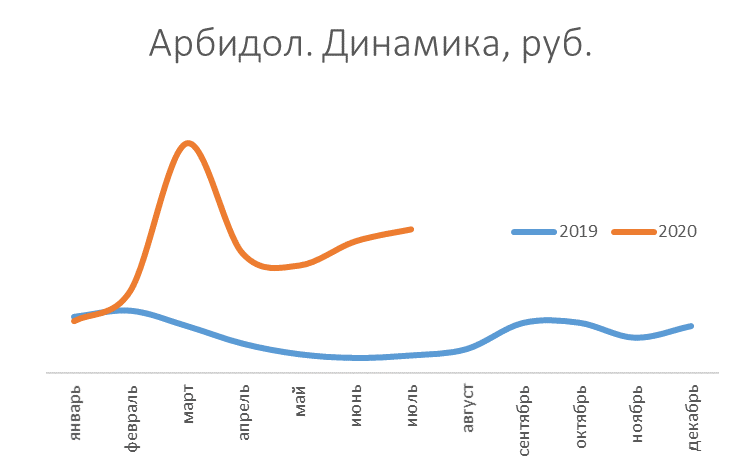 Арбидол. Динамика, руб.
2019
2020
январь
февраль
март
апрель
май
июнь
июль
август
сентябрь
октябрь
ноябрь
декабрь